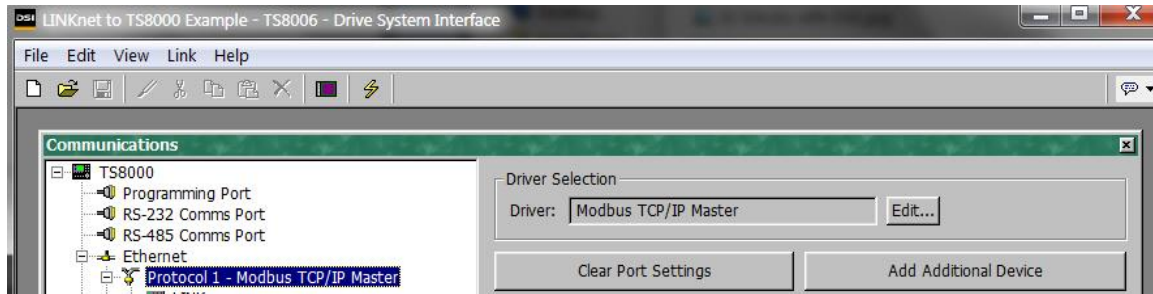 DSI LINKnet to TS8000 Example - TS8006 - Drive System Interface
File Edit View Link Help
Communications
TS8000
Programming Port
RS-232 Comms Port
RS-485 Comms Port
Ethernet
Protocol 1 - Modbus TCP/IP Master
Driver Selection
Driver: Modbus TCP/IP Master Edit...
Clear Port Settings Add Additional Device